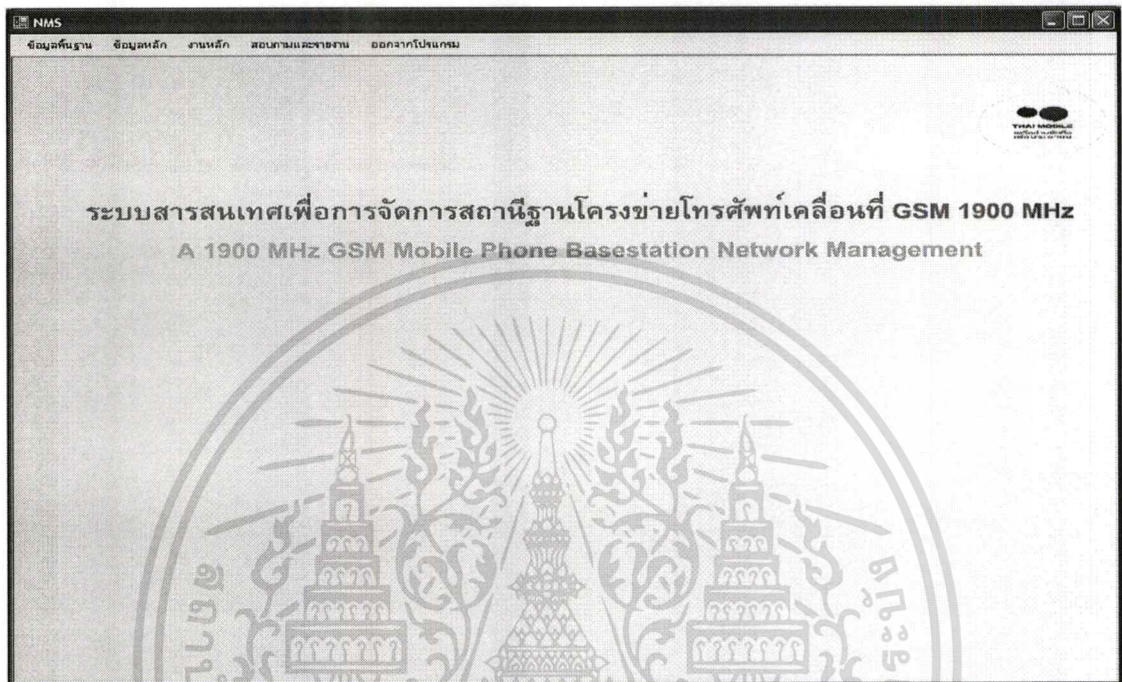 NMS
ข้อมูลพื้นฐาน ข้อมูลหลัก งานหลัก สอบถามและรายงาน ออกจากโปรแกรม
THAI MOBILE
ระบบสารสนเทศเพื่อการจัดการสถานีฐานโครงข่ายโทรศัพท์เคลื่อนที่ GSM 1900 MHz
A 1900 MHz GSM Mobile Phone Basestation Network Management